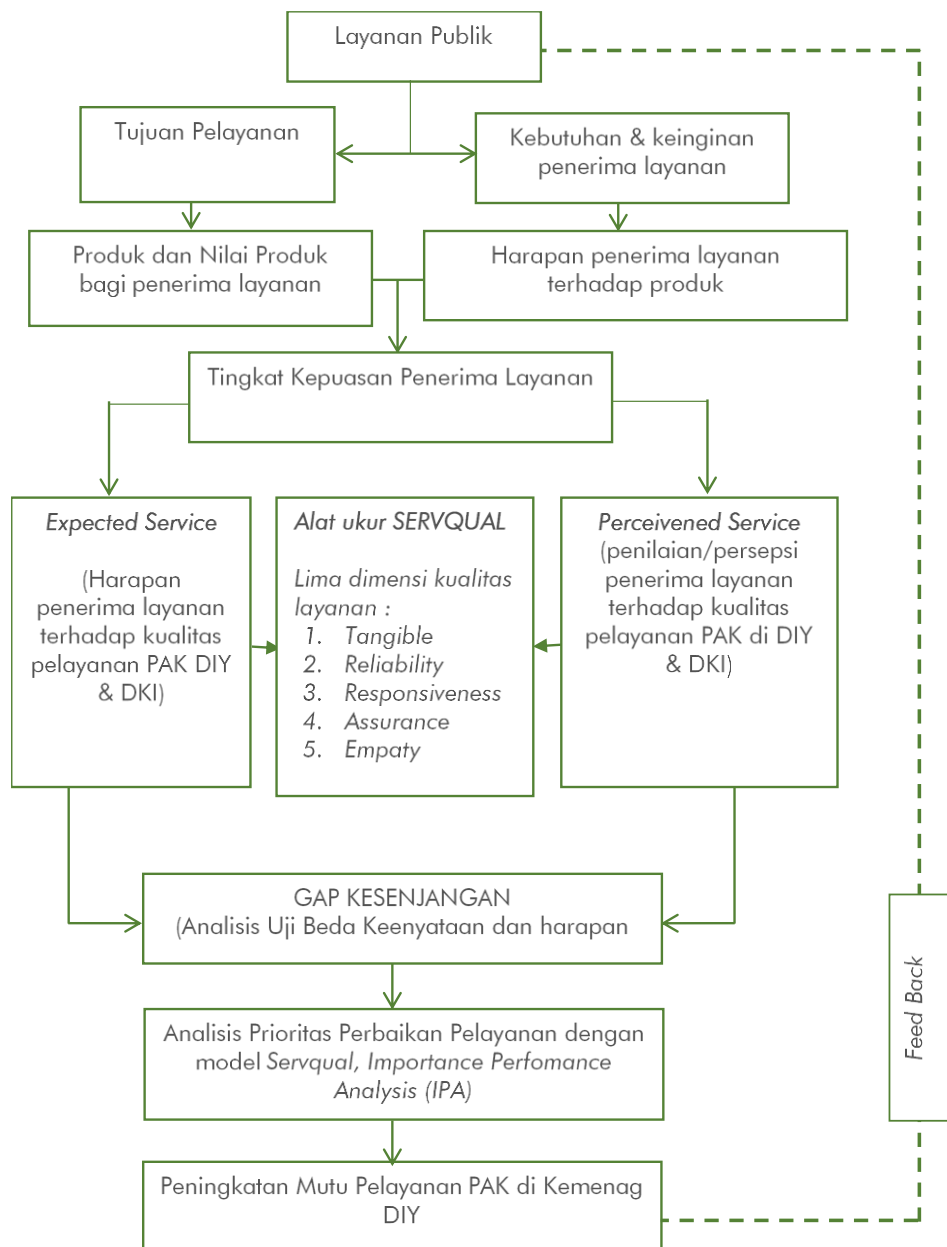 Layanan Publik
Tujuan Pelayanan
Kebutuhan & keinginan
penerima layanan
Produk dan Nilai Produk
bagi penerima layanan
Harapan penerima layanan
terhadap produk
Tingkat Kepuasan Penerima Layanan
Expected Service
(Harapan
penerima layanan
terhadap kualitas
pelayanan PAK DIY
& DKI)
Alat ukur SERVQUAL
Lima dimensi kualitas
layanan :
1. Tangible
2. Reliability
3. Responsiveness
4. Assurance
5. Empaty
Perceivened Service
(penilaian/persepsi
penerima layanan
terhadap kualitas
pelayanan PAK di DIY
& DKI)
GAP KESENJANGAN
(Analisis Uji Beda Keenyataan dan harapan
Analisis Prioritas Perbaikan Pelayanan dengan
model Servqual, Importance Perfomance
Analysis (IPA)
Peningkatan Mutu Pelayanan PAK di Kemenag
DIY
Feed Back